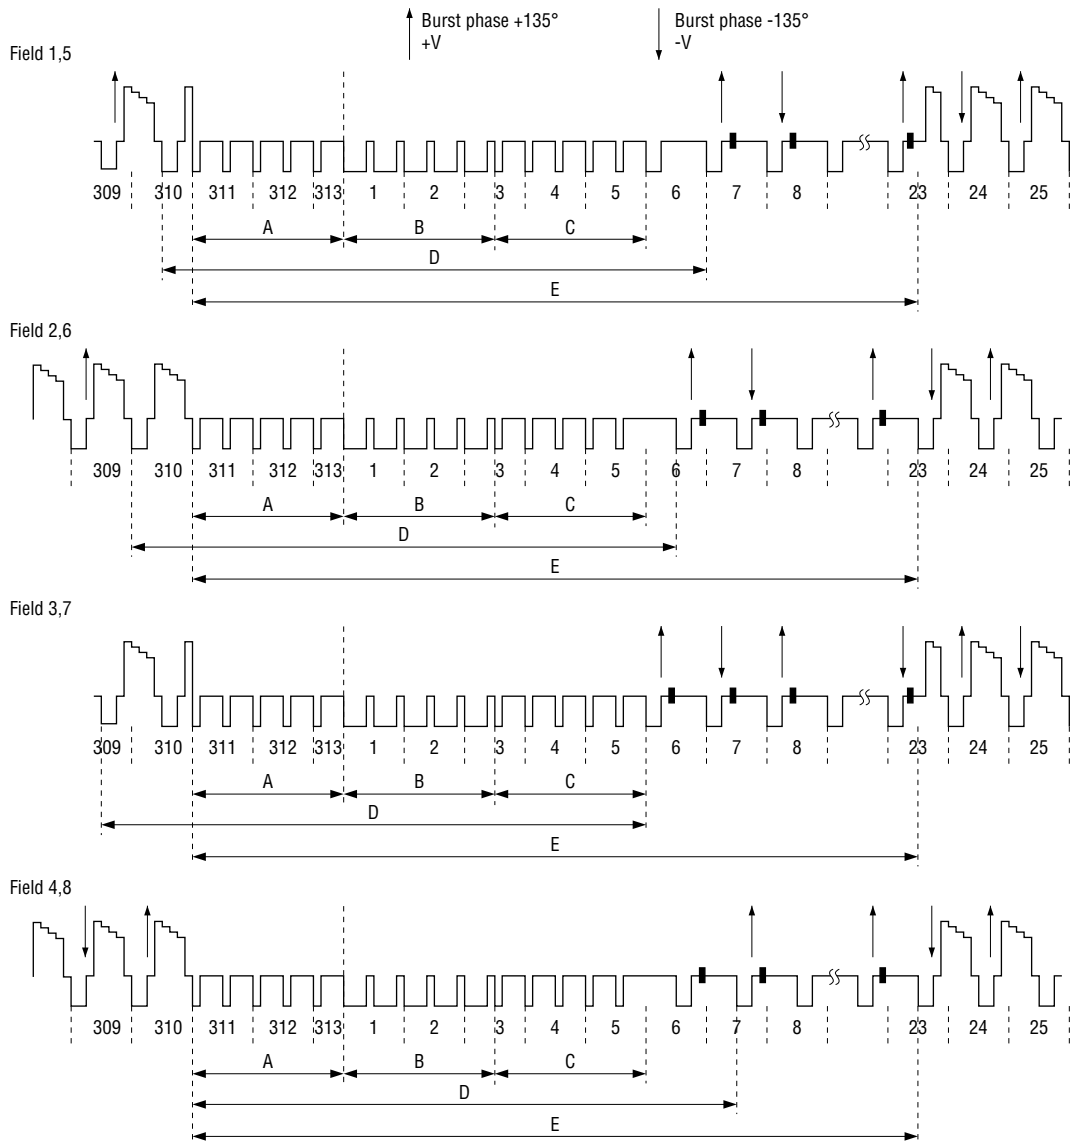 Burst phase +135°
+V
Burst phase -135°
-V
Field 1,5
309 310 311 312 313 1 2 3 4 5 6 7 8 23 24 25
A B C
D
E
Field 2,6
309 310 311 312 313 1 2 3 4 5 6 7 8 23 24 25
A B C
D
E
Field 3,7
309 310 311 312 313 1 2 3 4 5 6 7 8 23 24 25
A B C
D
E
Field 4,8
309 310 311 312 313 1 2 3 4 5 6 7 8 23 24 25
A B C
D
E